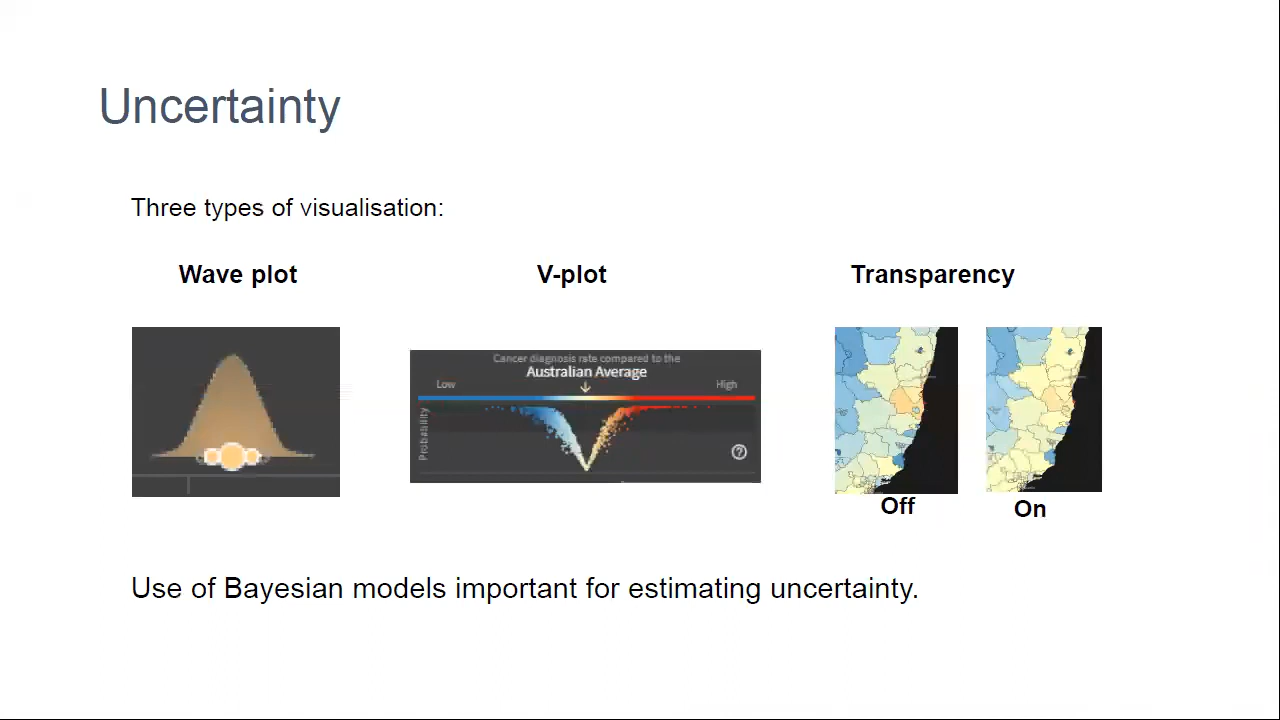 Uncertainty
Three types of visualisation:
Wave plot
V-plot
Transparency
Cancer diagnosis rate compared to the
Australian Average
Low
High
Probability
?
Off
On
Use of Bayesian models important for estimating uncertainty.